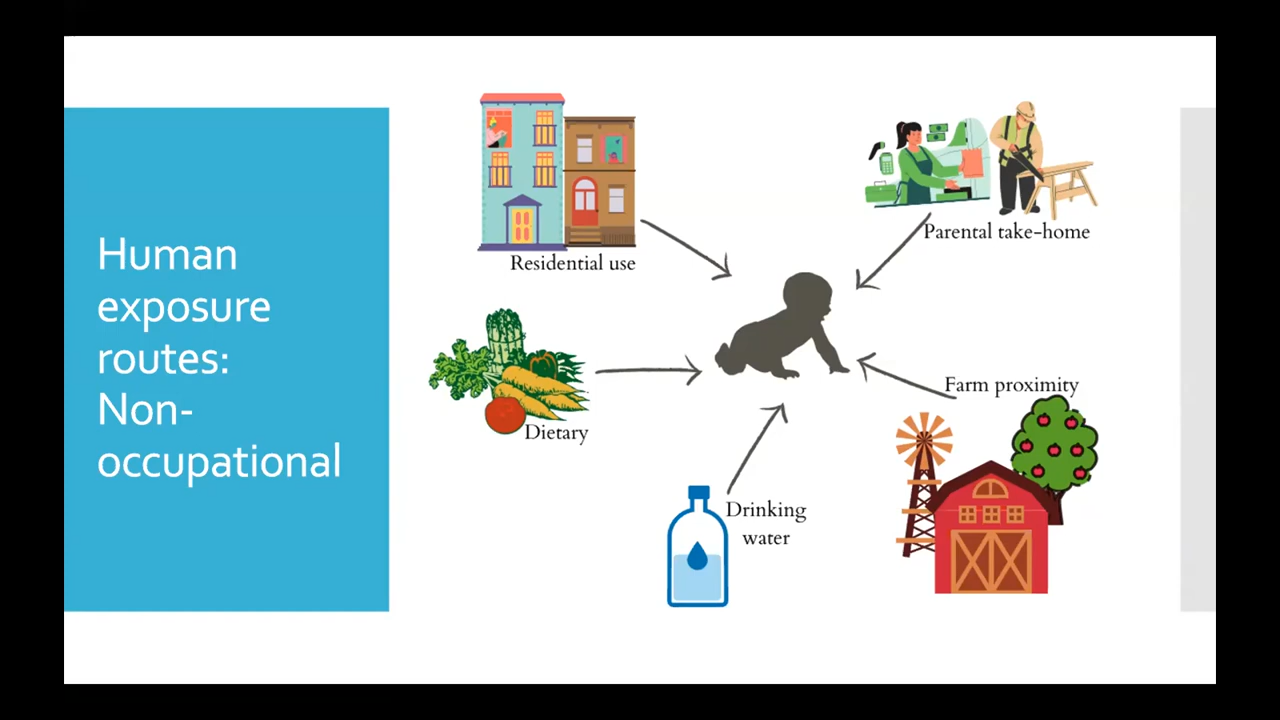 Human
exposure
routes:
Non-
occupational
Residential use
Parental take-home
Dietary
Farm proximity
Drinking
water